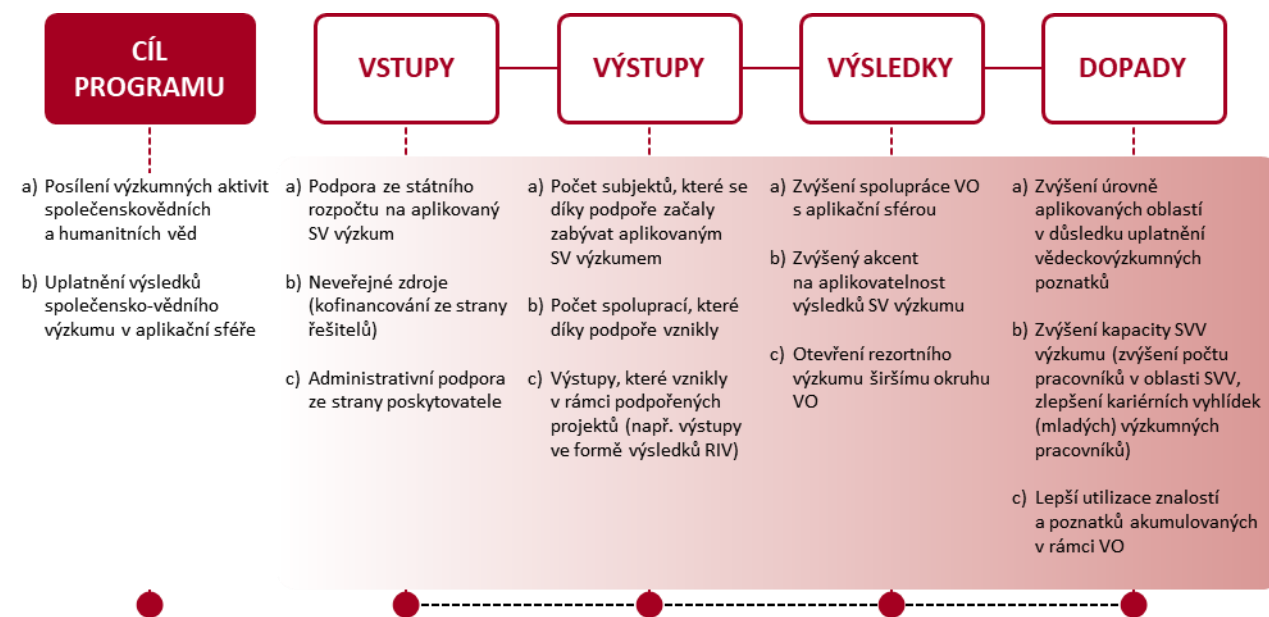 CÍL
PROGRAMU
VSTUPY
VÝSTUPY
VÝSLEDKY
DOPADY
a) Posílení výzkumných aktivit
společenskovědních
a humanitních věd
b) Uplatnění výsledků
společensko-vědního
výzkumu v aplikační sféře
a) Podpora ze státního
rozpočtu na aplikovaný
SV výzkum
b) Neveřejné zdroje
(kofinancování ze strany
řešitelů)
c) Administrativní podpora
ze strany poskytovatele
a) Počet subjektů, které se
díky podpoře začaly
zabývat aplikovaným
SV výzkumem
b) Počet spoluprací, které
díky podpoře vznikly
c) Výstupy, které vznikly
v rámci podpořených
projektů (např. výstupy
ve formě výsledků RIV)
a) Zvýšení spolupráce VO
s aplikační sférou
b) Zvýšený akcent
na aplikovatelnost
výsledků SV výzkumu
c) Otevření rezortního
výzkumu širšímu okruhu
VO
a) Zvýšení úrovně
aplikovaných oblastí
v důsledku uplatnění
vědeckovýzkumných
poznatků
b) Zvýšení kapacity SVV
výzkumu (zvýšení počtu
pracovníků v oblasti SVV,
zlepšení kariérních vyhlídek
(mladých) výzkumných
pracovníků)
c) Lepší utilizace znalostí
a poznatků akumulovaných
v rámci VO